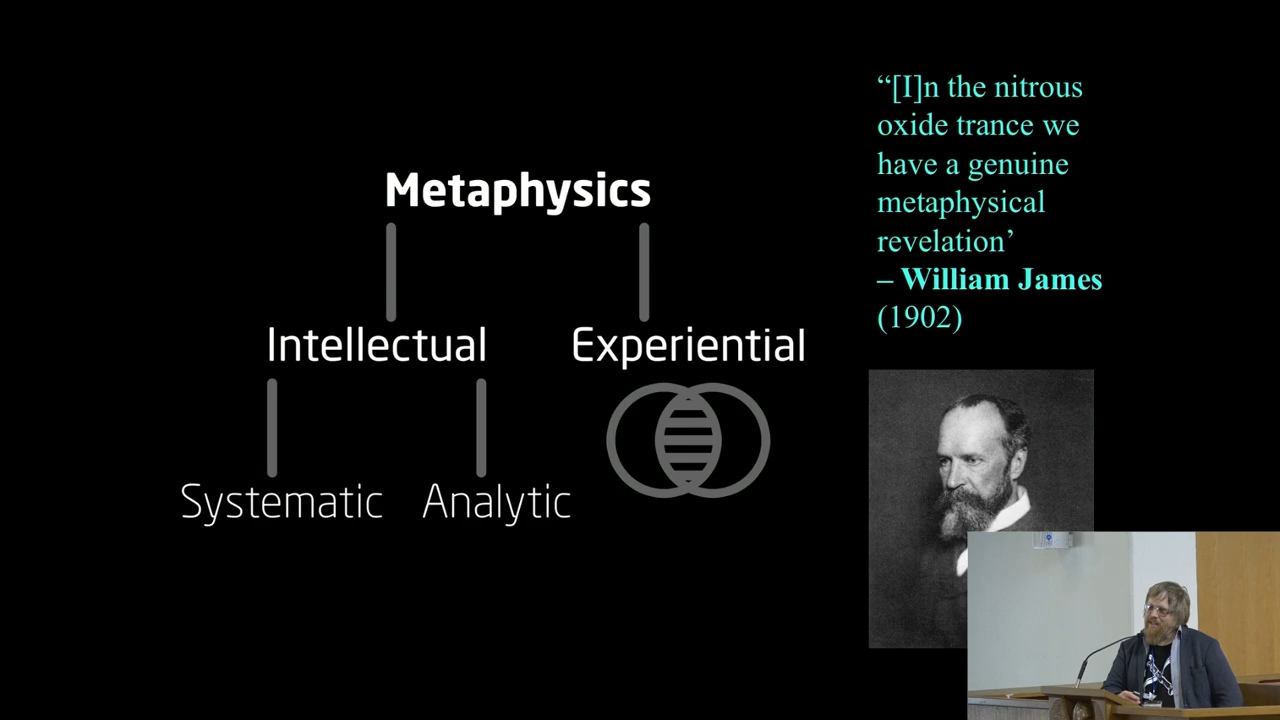 Metaphysics
Intellectual Experiential
Systematic Analytic
“[I]n the nitrous
oxide trance we
have a genuine
metaphysical
revelation’
– William James
(1902)